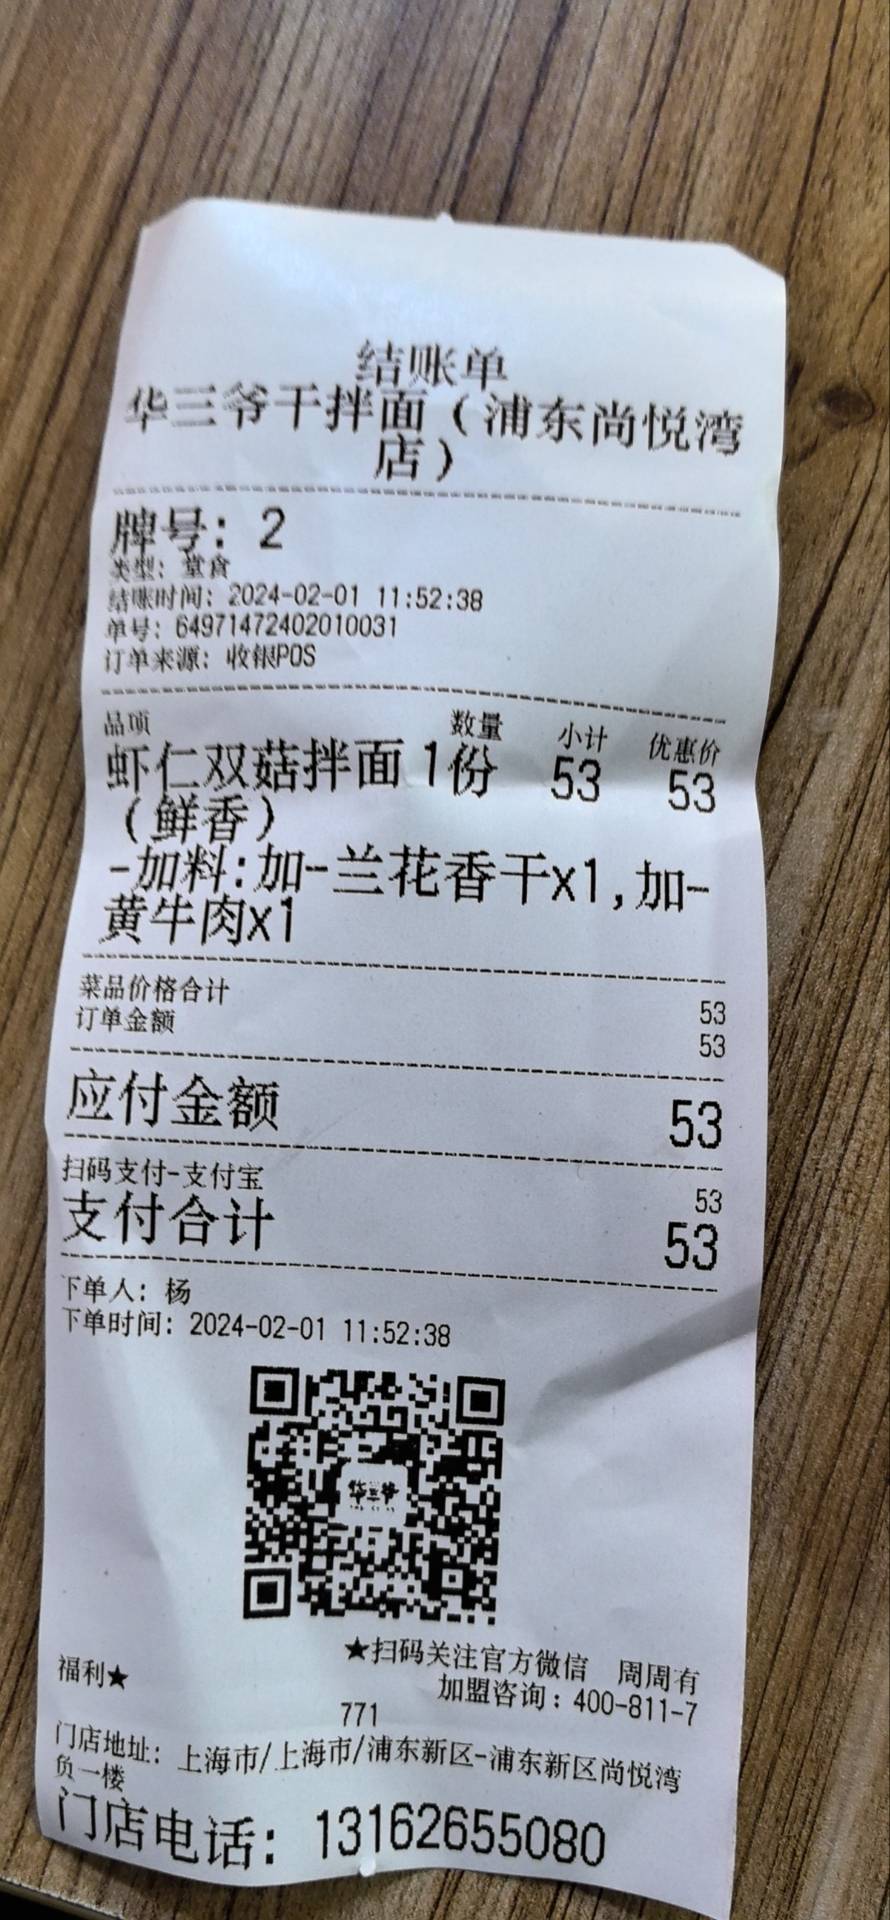 结账单
华三爷干拌面（浦东尚悦湾
店）
牌号：2
类型：堂食
结账时间：2024-02-01 11:52:38
单号：64971472402010031
订单来源：收银POS
品项 数量 小计 优惠价
虾仁双菇拌面 1份 53 53
（鲜香）
-加料:加-兰花香干x1,加-
黄牛肉x1
菜品价格合计 53
订单金额 53
应付金额 53
扫码支付-支付宝 53
支付合计 53
下单人：杨
下单时间：2024-02-01 11:52:38
华三爷
★扫码关注官方微信 周周有
福利★
加盟咨询：400-811-7
771
门店地址：上海市/上海市/浦东新区-浦东新区尚悦湾
负一楼
门店电话：13162655080